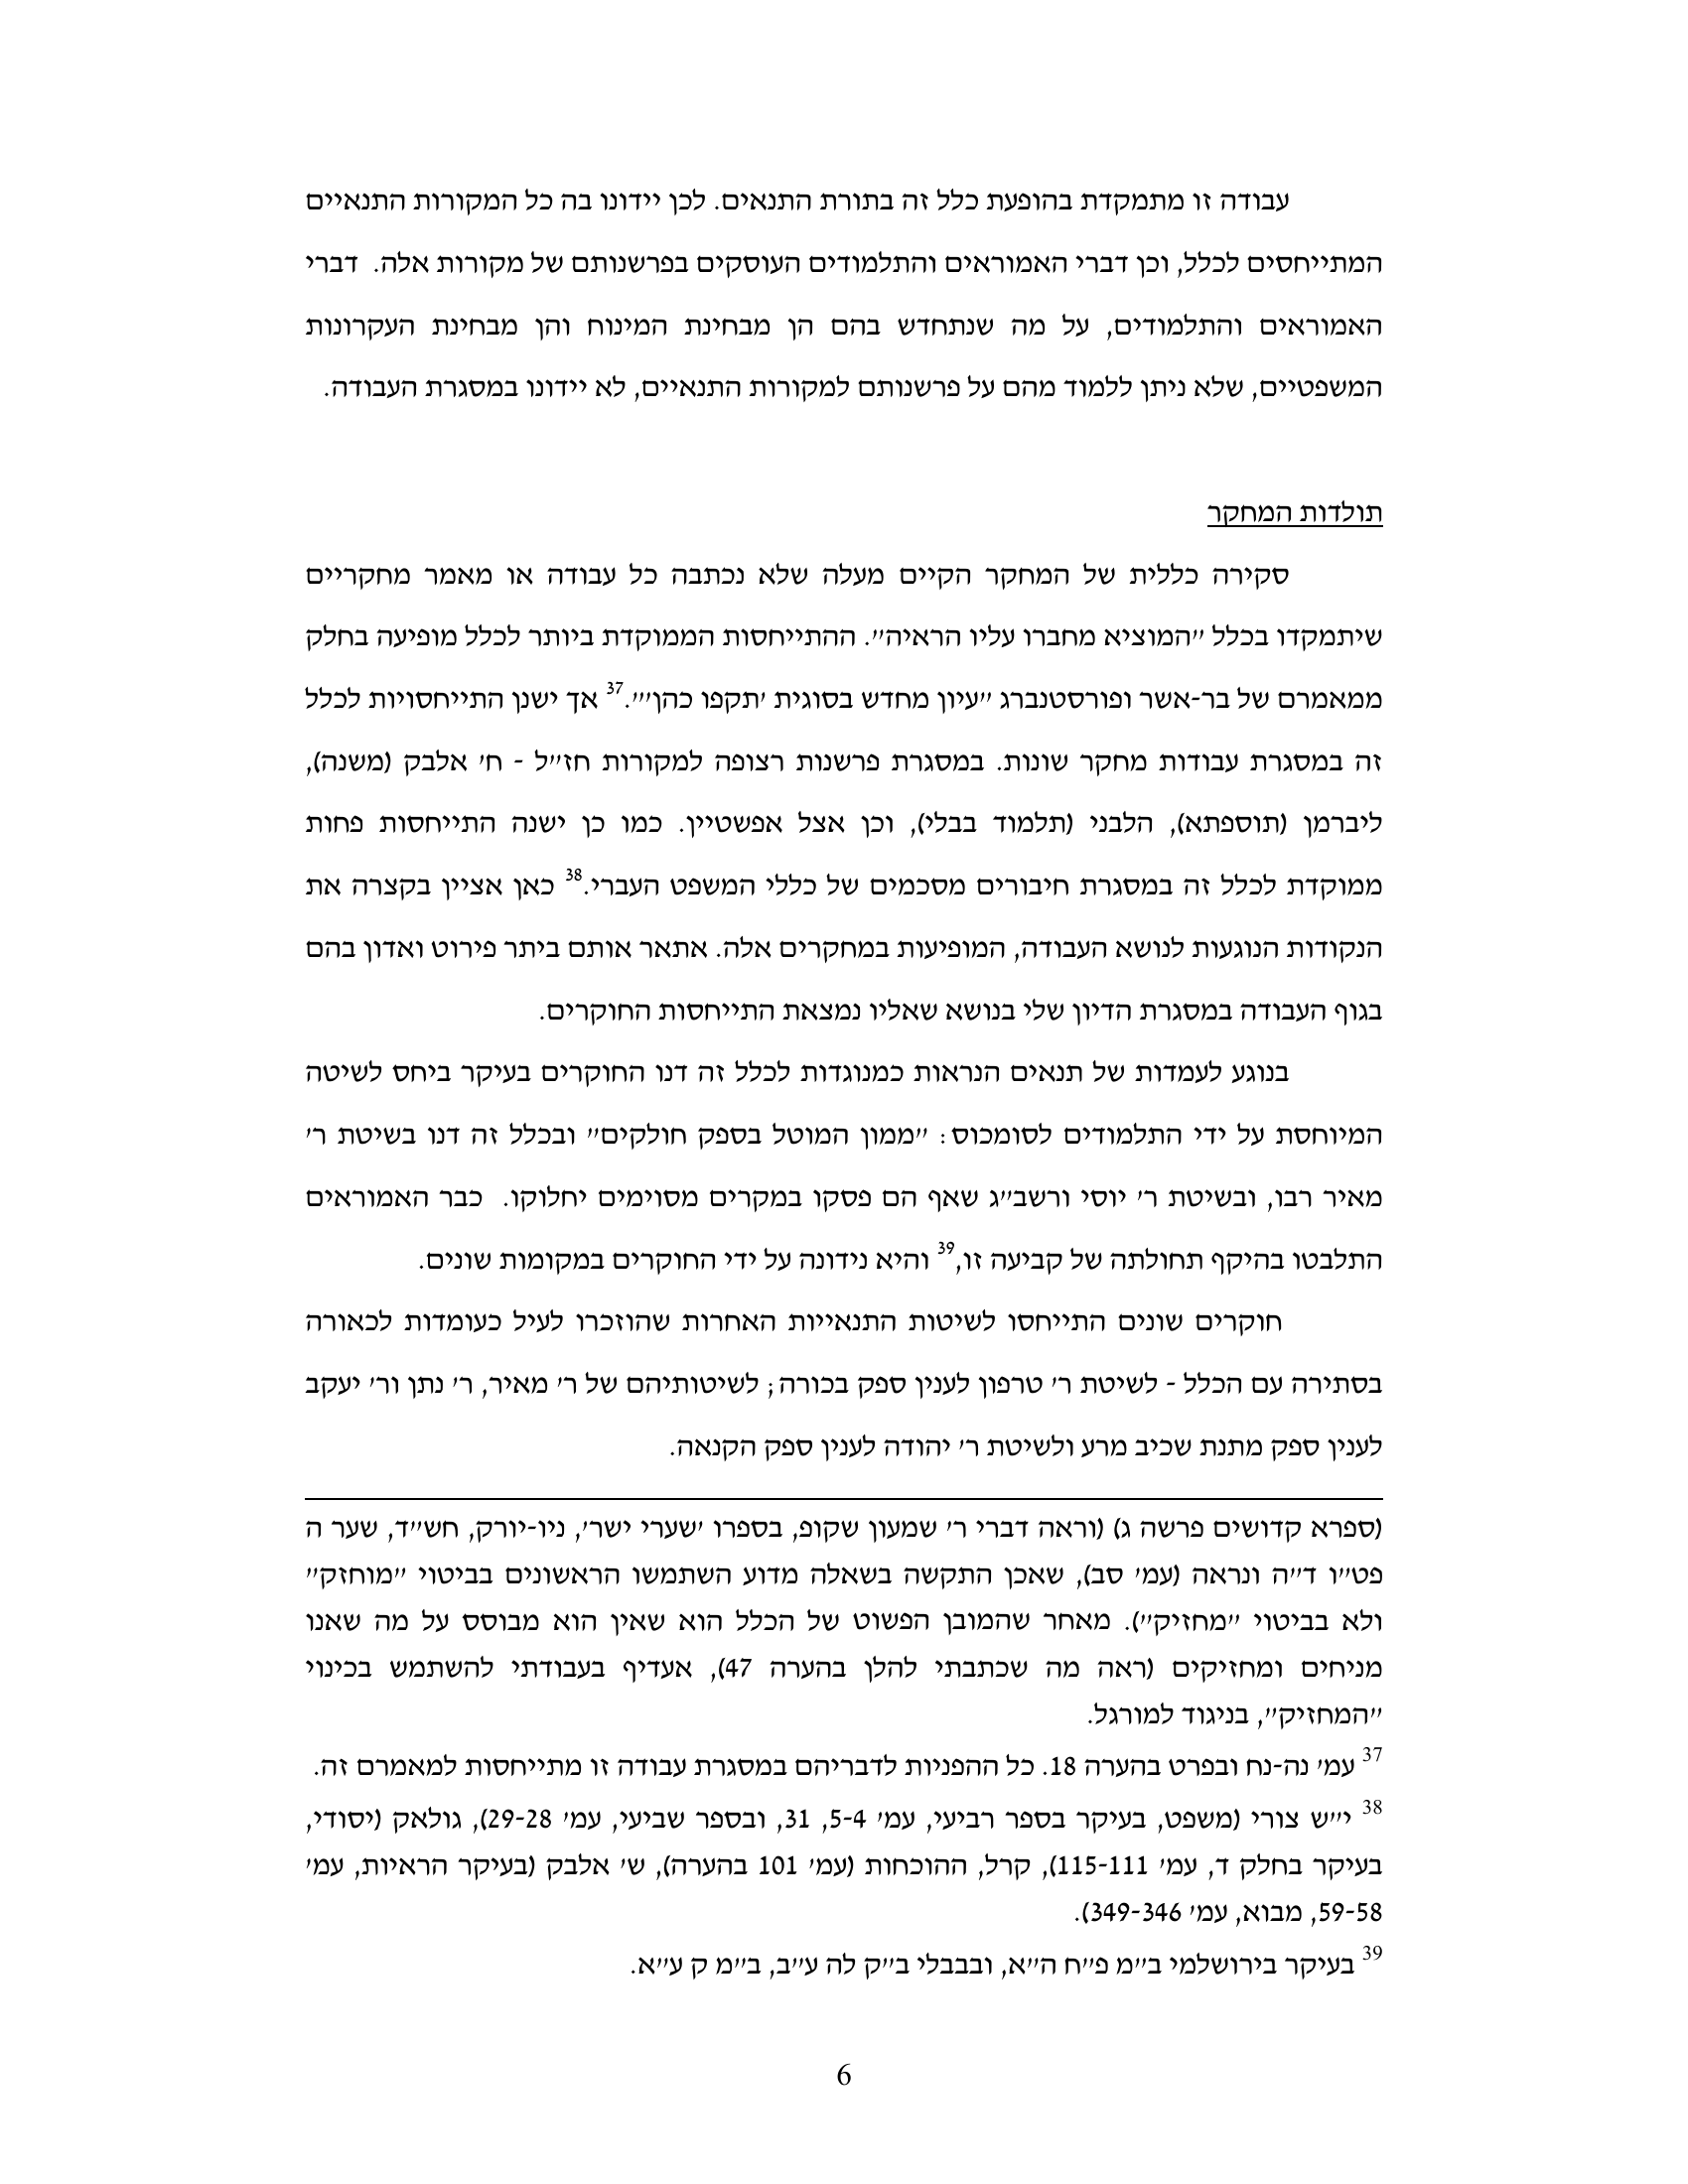 עבודה זו מתמקדת בהופעת כלל זה בתורת התנאים. לכן יידונו בה כל המקורות התנאיים
המתייחסים לכלל, וכן דברי האמוראים והתלמודים העוסקים בפרשנותם של מקורות אלה. דברי
האמוראים והתלמודים, על מה שנתחדש בהם הן מבחינת המינוח והן מבחינת העקרונות
המשפטיים, שלא ניתן ללמוד מהם על פרשנותם למקורות התנאיים, לא יידונו במסגרת העבודה.
תולדות המחקר
סקירה כללית של המחקר הקיים מעלה שלא נכתבה כל עבודה או מאמר מחקריים
שיתמקדו בכלל "המוציא מחברו עליו הראיה". ההתייחסות הממוקדת ביותר לכלל מופיעה בחלק
ממאמרם של בר-אשר ופורסטנברג "עיון מחדש בסוגית 'תקפו כהן'".37 אך ישנן התייחסויות לכלל
זה במסגרת עבודות מחקר שונות. במסגרת פרשנות רצופה למקורות חז"ל - ח' אלבק (משנה),
ליברמן (תוספתא), הלבני (תלמוד בבלי), וכן אצל אפשטיין. כמו כן ישנה התייחסות פחות
ממוקדת לכלל זה במסגרת חיבורים מסכמים של כללי המשפט העברי.38 כאן אציין בקצרה את
הנקודות הנוגעות לנושא העבודה, המופיעות במחקרים אלה. אתאר אותם ביתר פירוט ואדון בהם
בגוף העבודה במסגרת הדיון שלי בנושא שאליו נמצאת התייחסות החוקרים.
בנוגע לעמדות של תנאים הנראות כמנוגדות לכלל זה דנו החוקרים בעיקר ביחס לשיטה
המיוחסת על ידי התלמודים לסומכוס: "ממון המוטל בספק חולקים" ובכלל זה דנו בשיטת ר'
מאיר רבו, ובשיטת ר' יוסי ורשב"ג שאף הם פסקו במקרים מסוימים יחלוקו. כבר האמוראים
התלבטו בהיקף תחולתה של קביעה זו,39 והיא נידונה על ידי החוקרים במקומות שונים.
חוקרים שונים התייחסו לשיטות התנאייות האחרות שהוזכרו לעיל כעומדות לכאורה
בסתירה עם הכלל - לשיטת ר' טרפון לענין ספק בכורה; לשיטותיהם של ר' מאיר, ר' נתן ור' יעקב
לענין ספק מתנת שכיב מרע ולשיטת ר' יהודה לענין ספק הקנאה.
(ספרא קדושים פרשה ג) (וראה דברי ר' שמעון שקופ, בספרו 'שערי ישר', ניו-יורק, חש"ד, שער ה
פט"ו ד"ה ונראה (עמ' סב), שאכן התקשה בשאלה מדוע השתמשו הראשונים בביטוי "מוחזק"
ולא בביטוי "מחזיק"). מאחר שהמובן הפשוט של הכלל הוא שאין הוא מבוסס על מה שאנו
מניחים ומחזיקים (ראה מה שכתבתי להלן בהערה 47), אעדיף בעבודתי להשתמש בכינוי
"המחזיק", בניגוד למורגל.
37 עמ' נה-נח ובפרט בהערה 18. כל ההפניות לדבריהם במסגרת עבודה זו מתייחסות למאמרם זה.
38 י"ש צורי (משפט, בעיקר בספר רביעי, עמ' 5-4, 31, ובספר שביעי, עמ' 29-28), גולאק (יסודי,
בעיקר בחלק ד, עמ' 115-111), קרל, ההוכחות (עמ' 101 בהערה), ש' אלבק (בעיקר הראיות, עמ'
59-58, מבוא, עמ' 349-346).
39 בעיקר בירושלמי ב"מ פ"ח ה"א, ובבבלי ב"ק לה ע"ב, ב"מ ק ע"א.
6